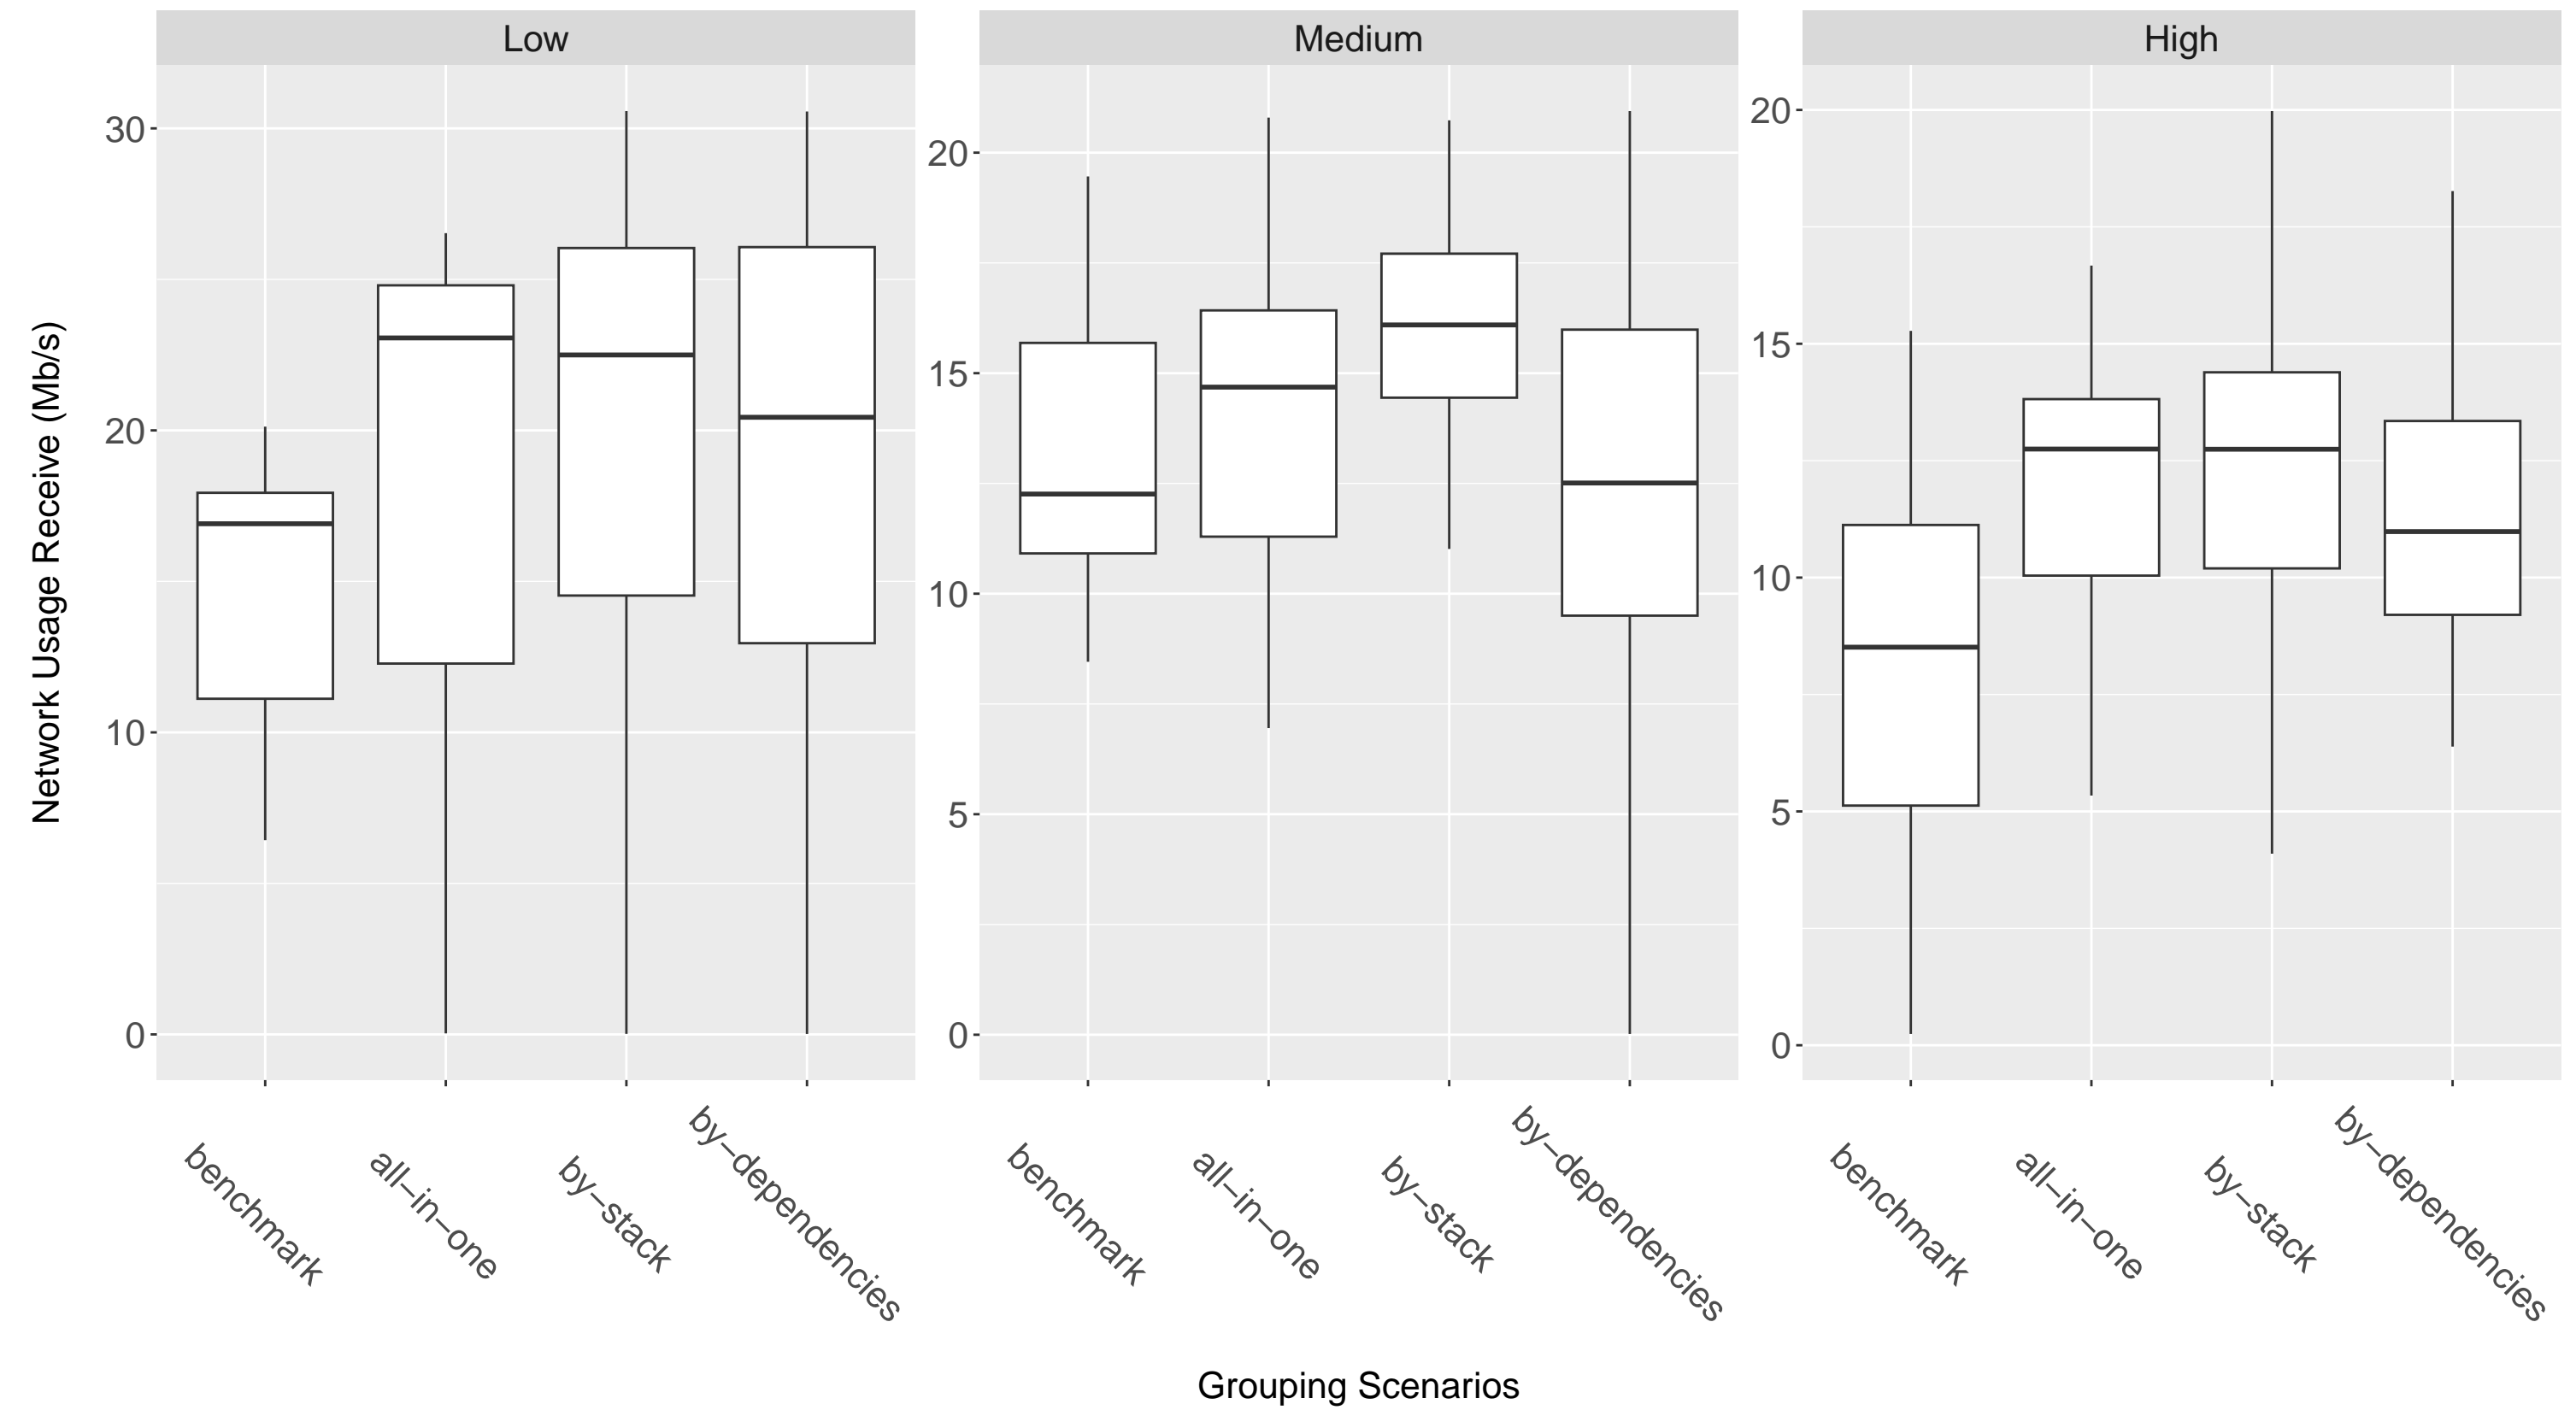 Low
Medium
High
Network Usage Receive (Mb/s)
30
20
10
0
20
15
10
5
0
20
15
10
5
0
benchmark
all−in−one
by−stack
by−dependencies
benchmark
all−in−one
by−stack
by−dependencies
benchmark
all−in−one
by−stack
by−dependencies
Grouping Scenarios